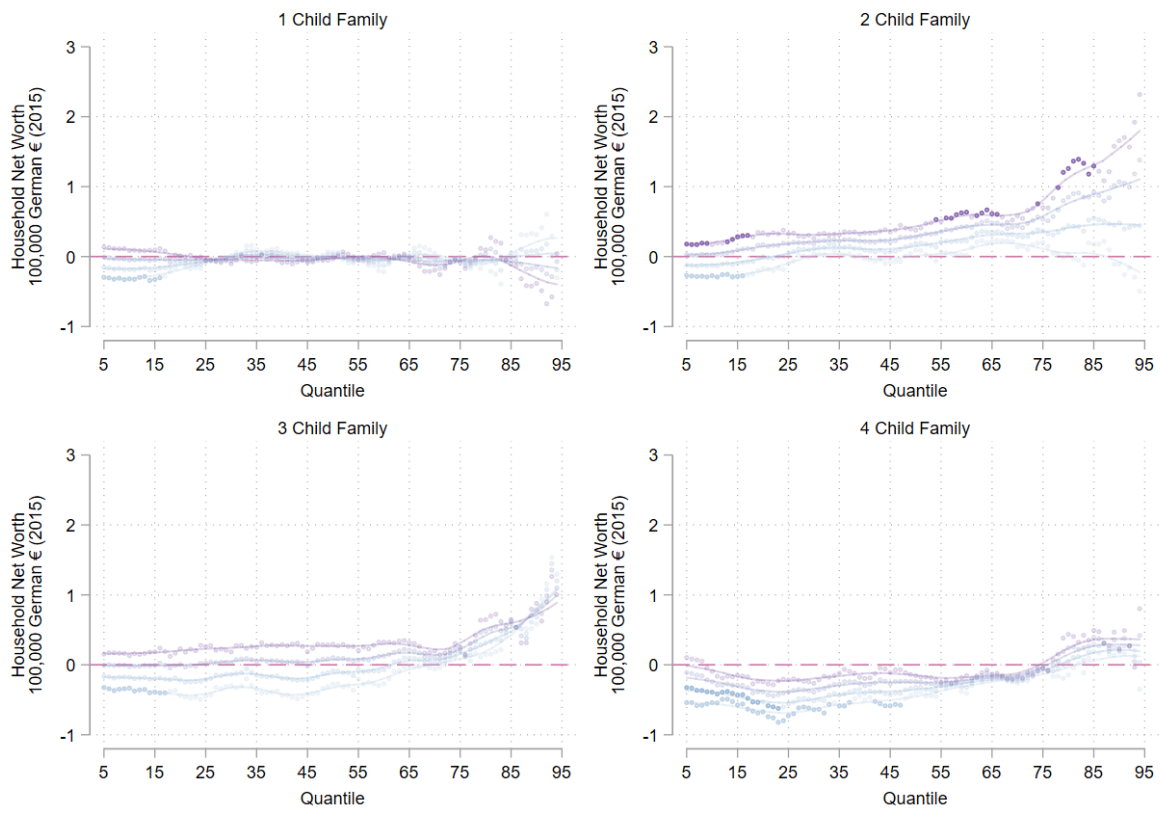 1 Child Family
3
2
1
0
-1
Household Net Worth
100,000 German € (2015)
5 15 25 35 45 55 65 75 85 95
Quantile
2 Child Family
3
2
1
0
-1
Household Net Worth
100,000 German € (2015)
5 15 25 35 45 55 65 75 85 95
Quantile
3 Child Family
3
2
1
0
-1
Household Net Worth
100,000 German € (2015)
5 15 25 35 45 55 65 75 85 95
Quantile
4 Child Family
3
2
1
0
-1
Household Net Worth
100,000 German € (2015)
5 15 25 35 45 55 65 75 85 95
Quantile